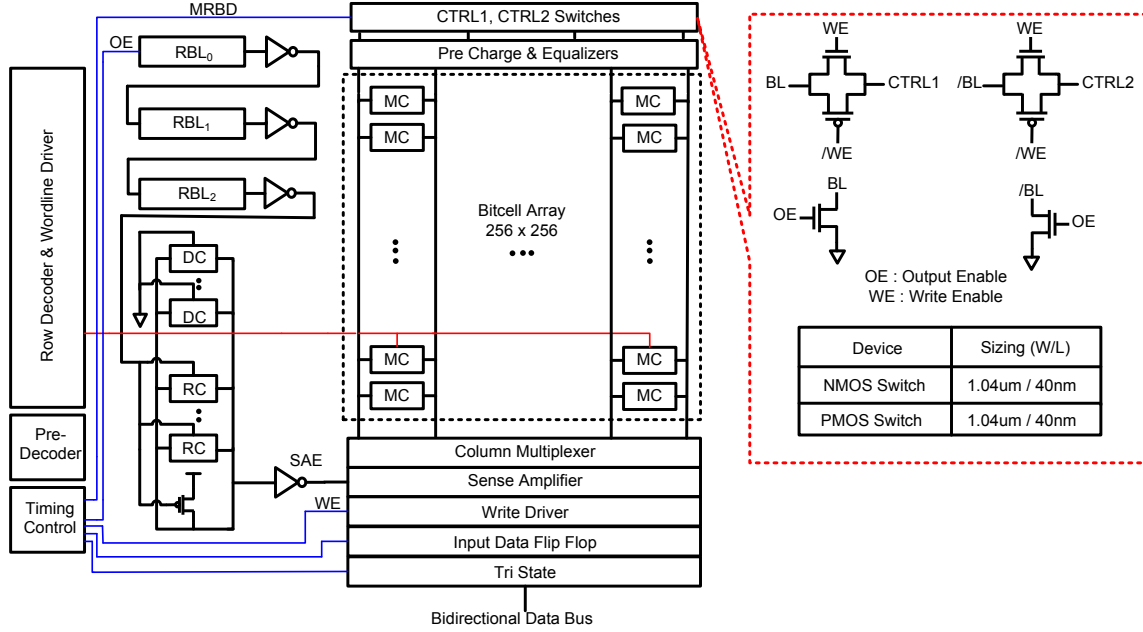 MRBD
OE
RBL0
RBL1
RBL2
Row Decoder & Wordline Driver
Pre-
Decoder
Timing
Control
DC
DC
RC
RC
SAE
WE
CTRL1, CTRL2 Switches
Pre Charge & Equalizers
MC
MC
MC
MC
Bitcell Array
256 x 256
MC
MC
MC
MC
Column Multiplexer
Sense Amplifier
Write Driver
Input Data Flip Flop
Tri State
Bidirectional Data Bus
WE
BL
CTRL1
/WE
WE
/BL
CTRL2
/WE
BL
OE
/BL
OE
OE : Output Enable
WE : Write Enable
Device Sizing (W/L)
NMOS Switch 1.04um / 40nm
PMOS Switch 1.04um / 40nm